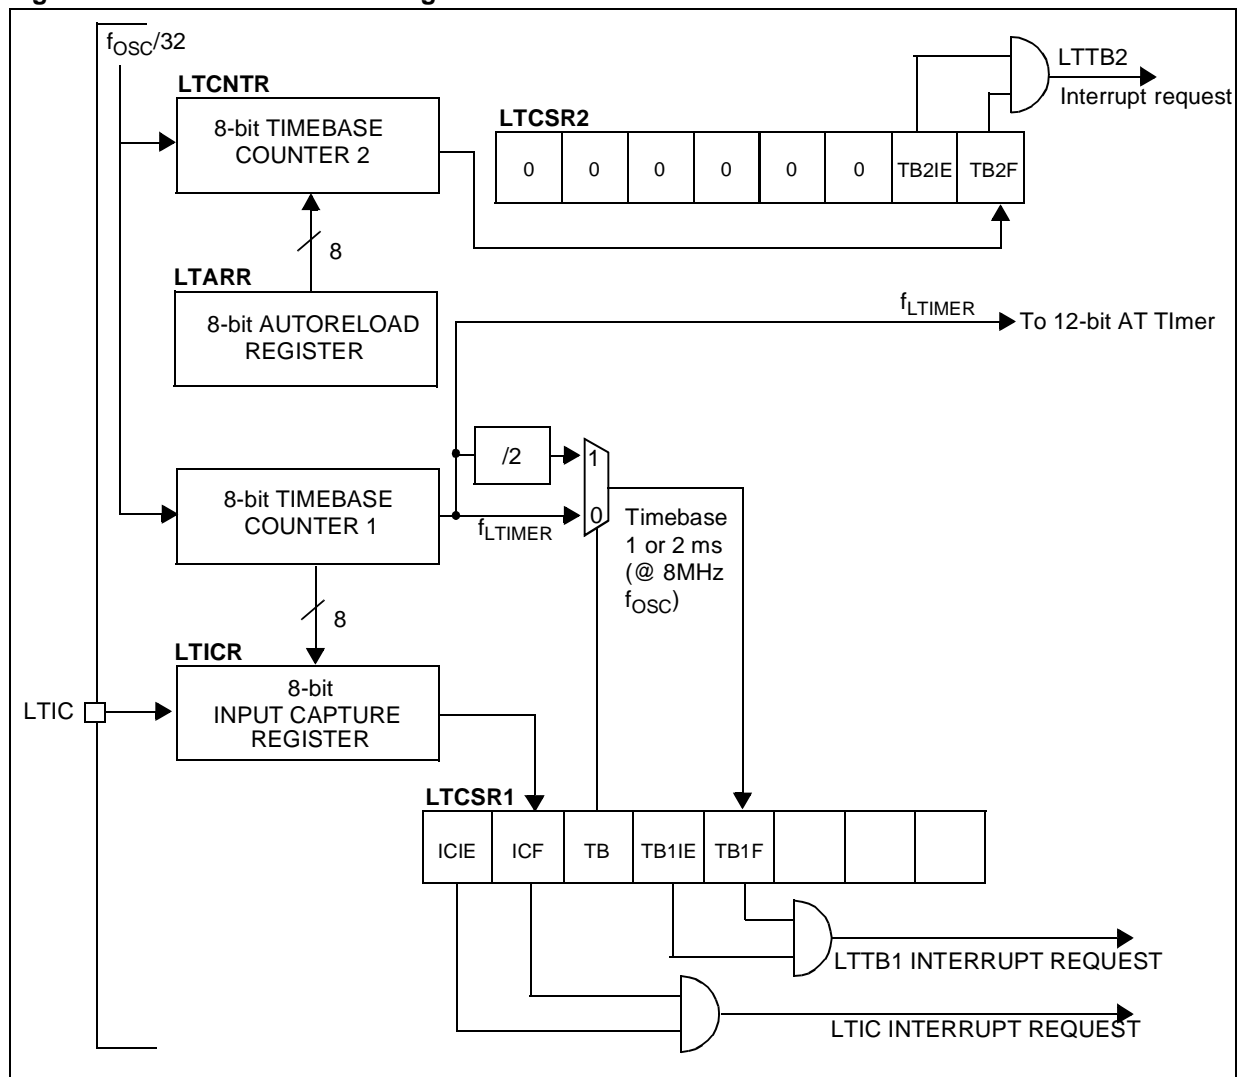 fOSC/32
LTTB2
Interrupt request
LTCNTR
8-bit TIMEBASE
COUNTER 2
LTCSR2
0 0 0 0 0 0 TB2IE TB2F
8
LTARR
8-bit AUTORELOAD
REGISTER
fLTIMER
To 12-bit AT TImer
/2
1
8-bit TIMEBASE
COUNTER 1
fLTIMER
0
Timebase
1 or 2 ms
(@ 8MHz
fOSC)
8
LTICR
8-bit
INPUT CAPTURE
REGISTER
LTIC
LTCSR1
ICIE ICF TB TB1IE TB1F
LTTB1 INTERRUPT REQUEST
LTIC INTERRUPT REQUEST